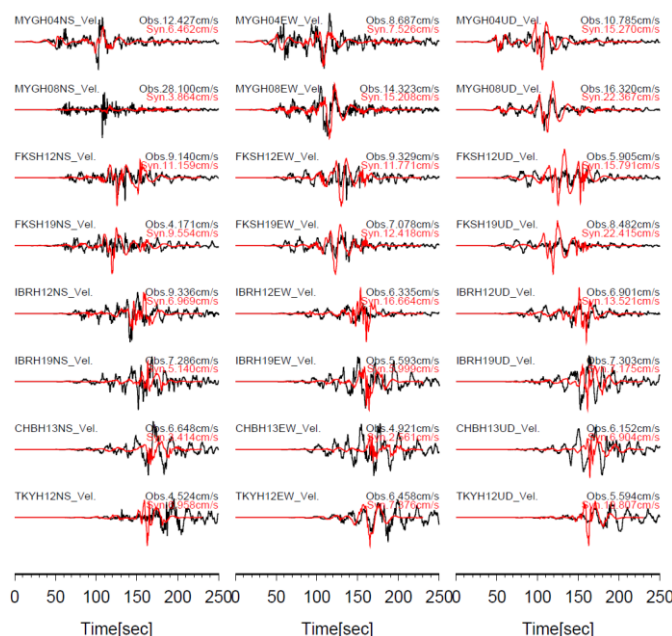 MYGH04NS_Vel. Obs.12.427cm/s MYGH04EW_Vel. Obs.8.687cm/s MYGH04UD_Vel. Obs.10.785cm/s
Syn.6.462cm/s Syn.7.526cm/s Syn.15.270cm/s
MYGH08NS_Vel. Obs.28.100cm/s MYGH08EW_Vel. Obs.14.323cm/s MYGH08UD_Vel. Obs.16.320cm/s
Syn.3.864cm/s Syn.15.208cm/s Syn.22.367cm/s
FKSH12NS_Vel. Obs.9.140cm/s FKSH12EW_Vel. Obs.9.329cm/s FKSH12UD_Vel. Obs.5.905cm/s
Syn.11.159cm/s Syn.11.771cm/s Syn.15.791cm/s
FKSH19NS_Vel. Obs.4.171cm/s FKSH19EW_Vel. Obs.7.078cm/s FKSH19UD_Vel. Obs.8.482cm/s
Syn.9.554cm/s Syn.12.418cm/s Syn.22.415cm/s
IBRH12NS_Vel. Obs.9.336cm/s IBRH12EW_Vel. Obs.6.335cm/s IBRH12UD_Vel. Obs.6.901cm/s
Syn.6.969cm/s Syn.16.664cm/s Syn.13.521cm/s
IBRH19NS_Vel. Obs.7.286cm/s IBRH19EW_Vel. Obs.5.593cm/s IBRH19UD_Vel. Obs.7.303cm/s
Syn.5.140cm/s
CHBH13NS_Vel. Obs.6.648cm/s CHBH13EW_Vel. Obs.4.921cm/s CHBH13UD_Vel. Obs.6.152cm/s
TKYH12NS_Vel. Obs.4.524cm/s TKYH12EW_Vel. Obs.6.458cm/s TKYH12UD_Vel. Obs.5.594cm/s
0 50 100 150 200 250 0 50 100 150 200 250 0 50 100 150 200 250
Time[sec] Time[sec] Time[sec]